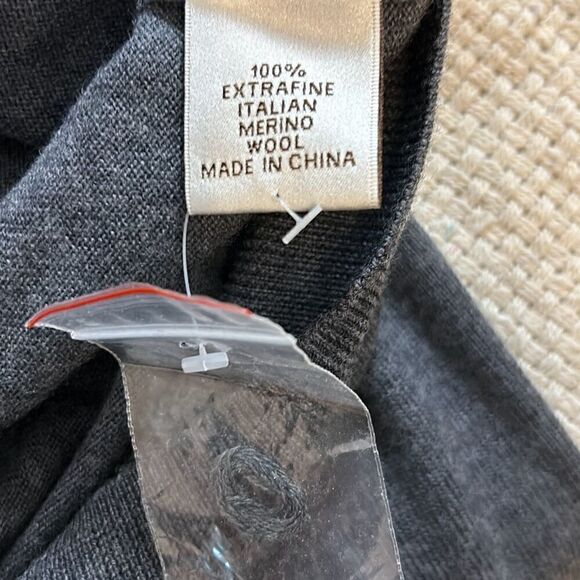 100%
EXTRAFINE
ITALIAN
MERINO
WOOL
MADE IN CHINA